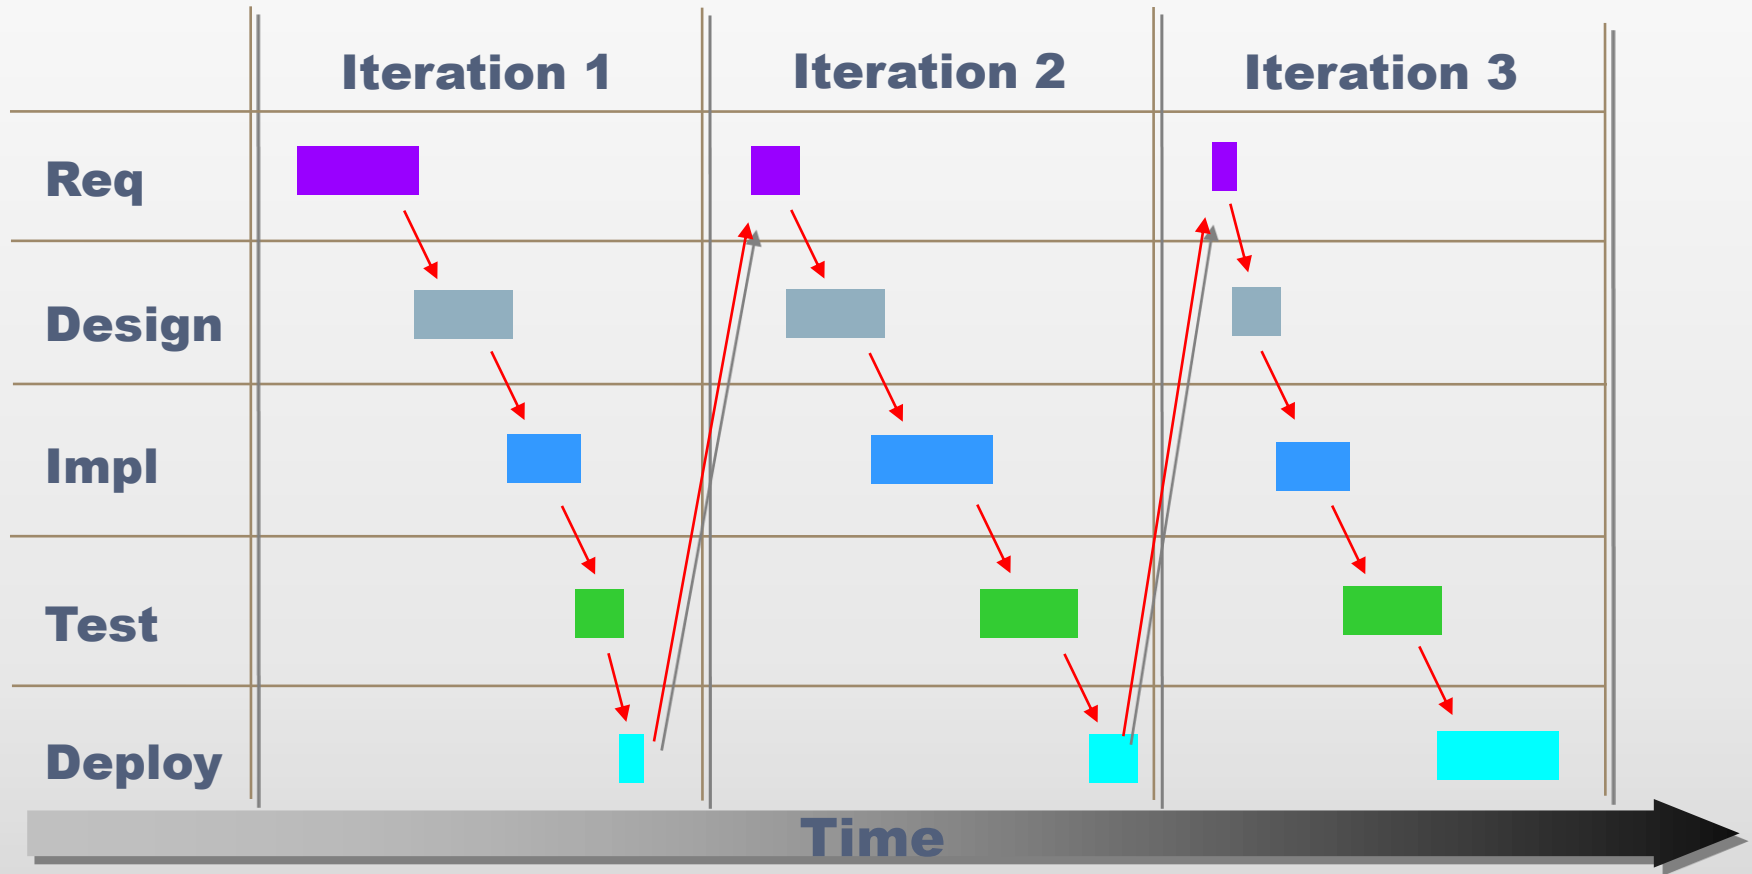 Iteration 1
Iteration 2
Iteration 3
Req
Design
Impl
Test
Deploy
Time